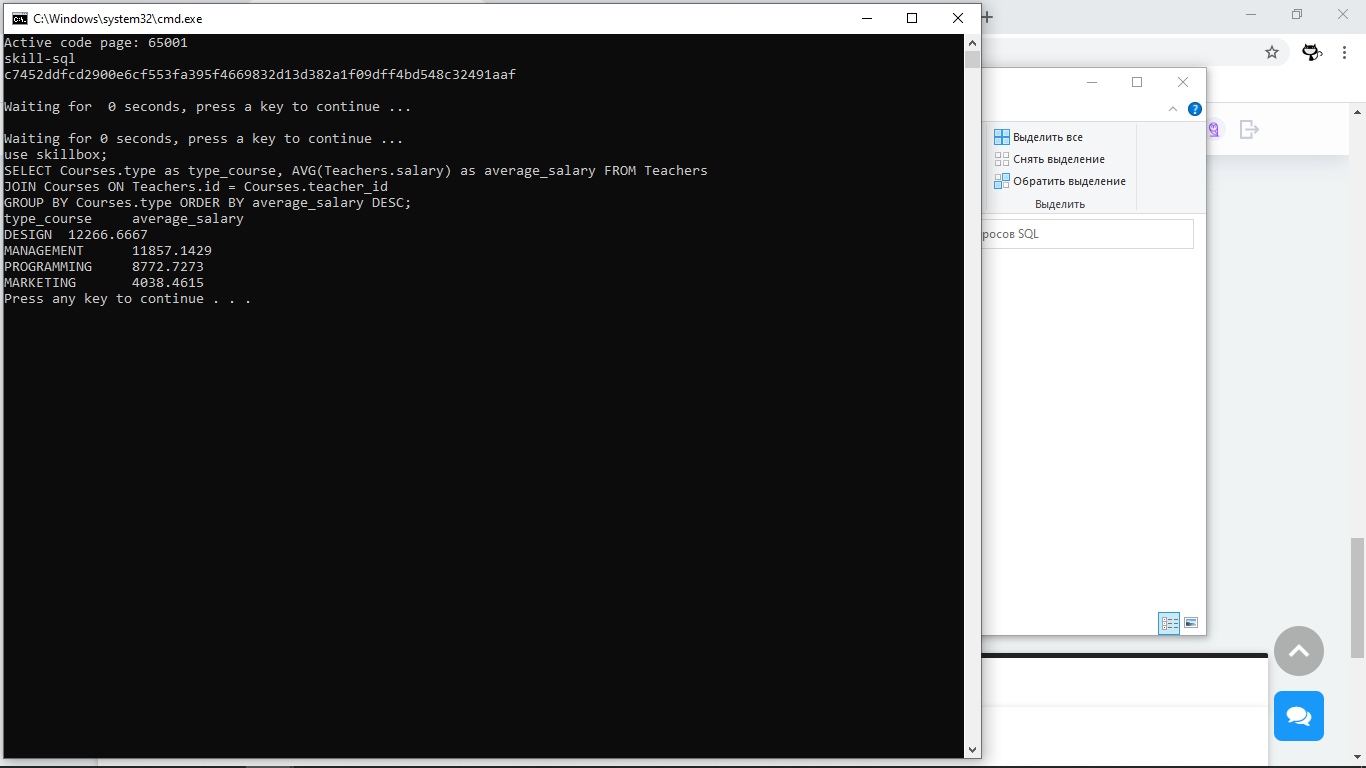 C:\Windows\system32\cmd.exe
Active code page: 65001
skill-sql
c7452ddfcd2900e6cf553fa395f4669832d13d382a1f09dff4bd548c32491aaf
Waiting for  0 seconds, press a key to continue ...
Waiting for 0 seconds, press a key to continue ...
use skillbox;
SELECT Courses.type as type_course, AVG(Teachers.salary) as average_salary FROM Teachers
JOIN Courses ON Teachers.id = Courses.teacher_id
GROUP BY Courses.type ORDER BY average_salary DESC;
type_course     average_salary
DESIGN  12266.6667
MANAGEMENT      11857.1429
PROGRAMMING     8772.7273
MARKETING       4038.4615
Press any key to continue . . .
Выделить все
Снять выделение
Обратить выделение
Выделить
росов SQL